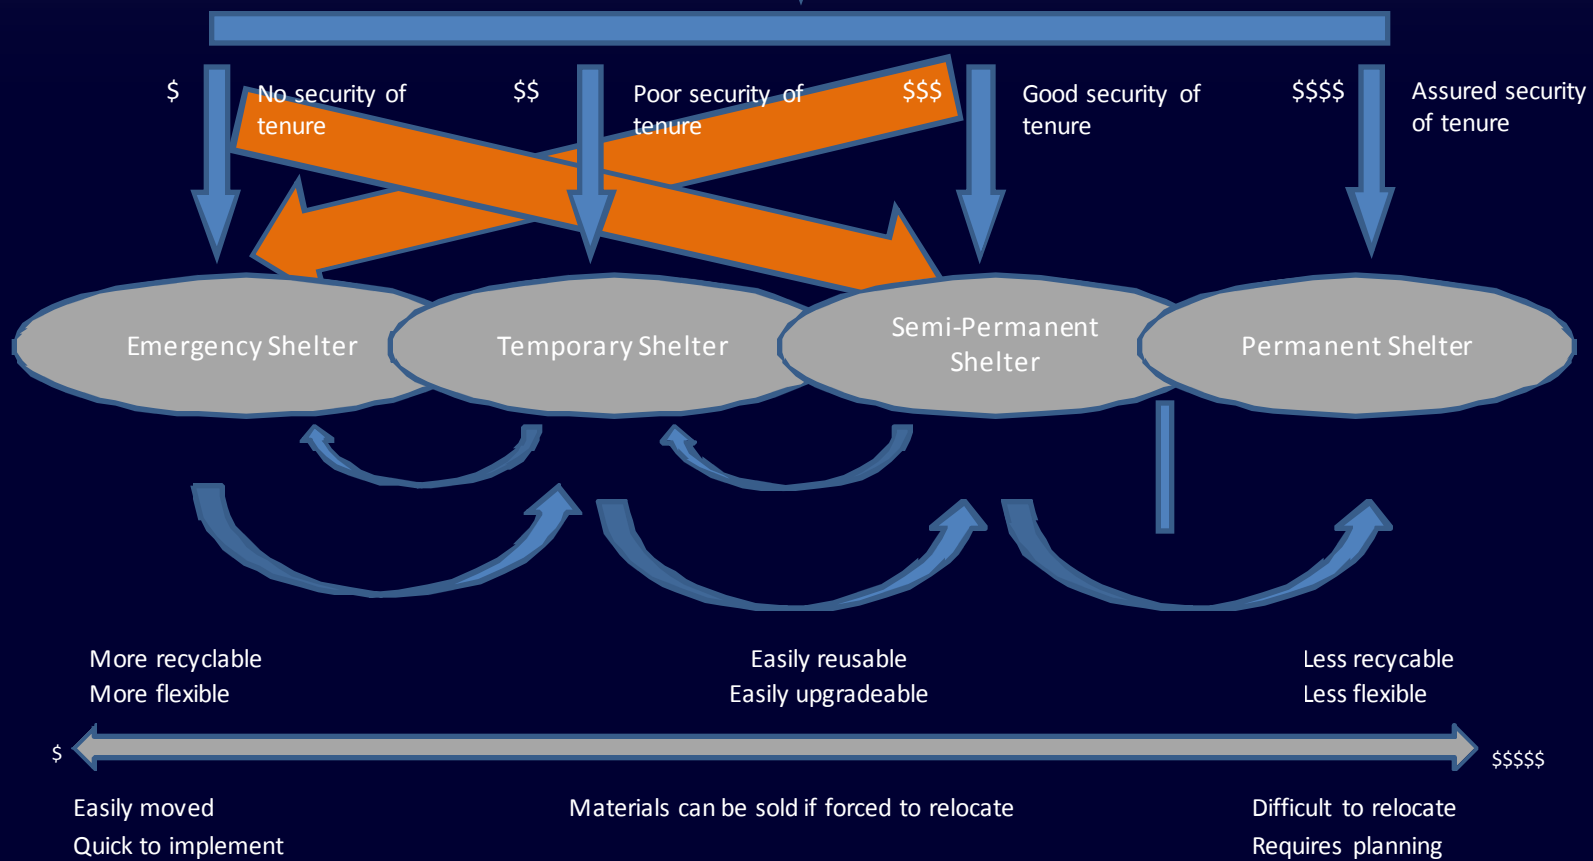 $
No security of
tenure
$$
Poor security of
tenure
$$$
Good security of
tenure
$$$$
Assured security
of tenure
Emergency Shelter
Temporary Shelter
Semi-Permanent
Shelter
Permanent Shelter
More recyclable
More flexible
Easily reusable
Easily upgradeable
Less recycable
Less flexible
$
$$$$$
Easily moved
Quick to implement
Materials can be sold if forced to relocate
Difficult to relocate
Requires planning